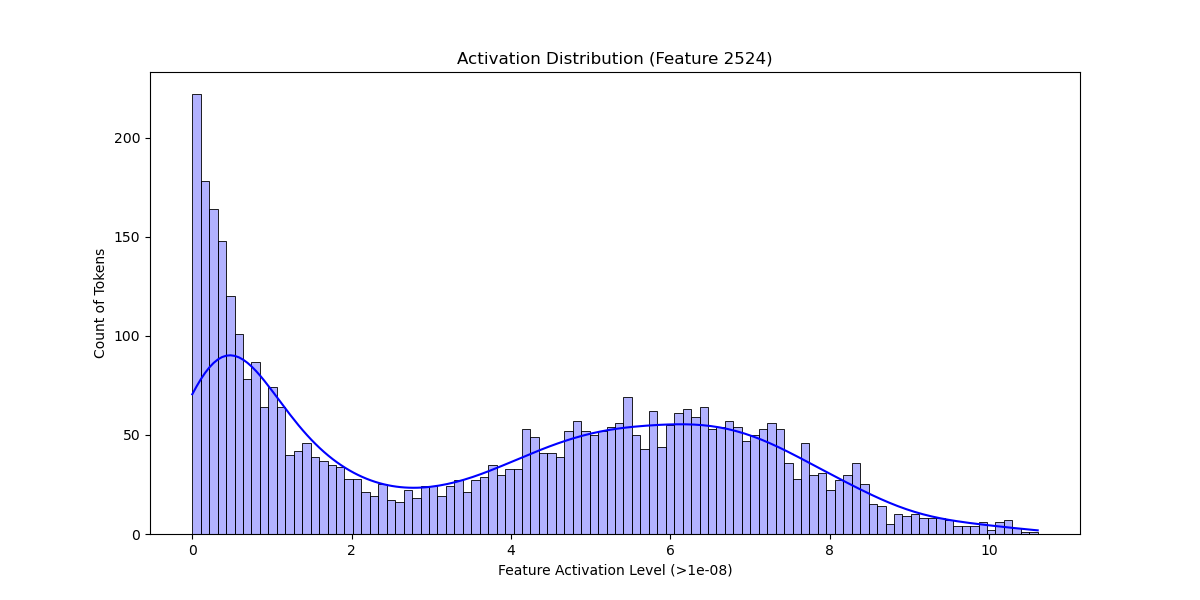 Activation Distribution (Feature 2524)
200
150
100
50
0
Count of Tokens
0 2 4 6 8 10
Feature Activation Level (>1e-08)